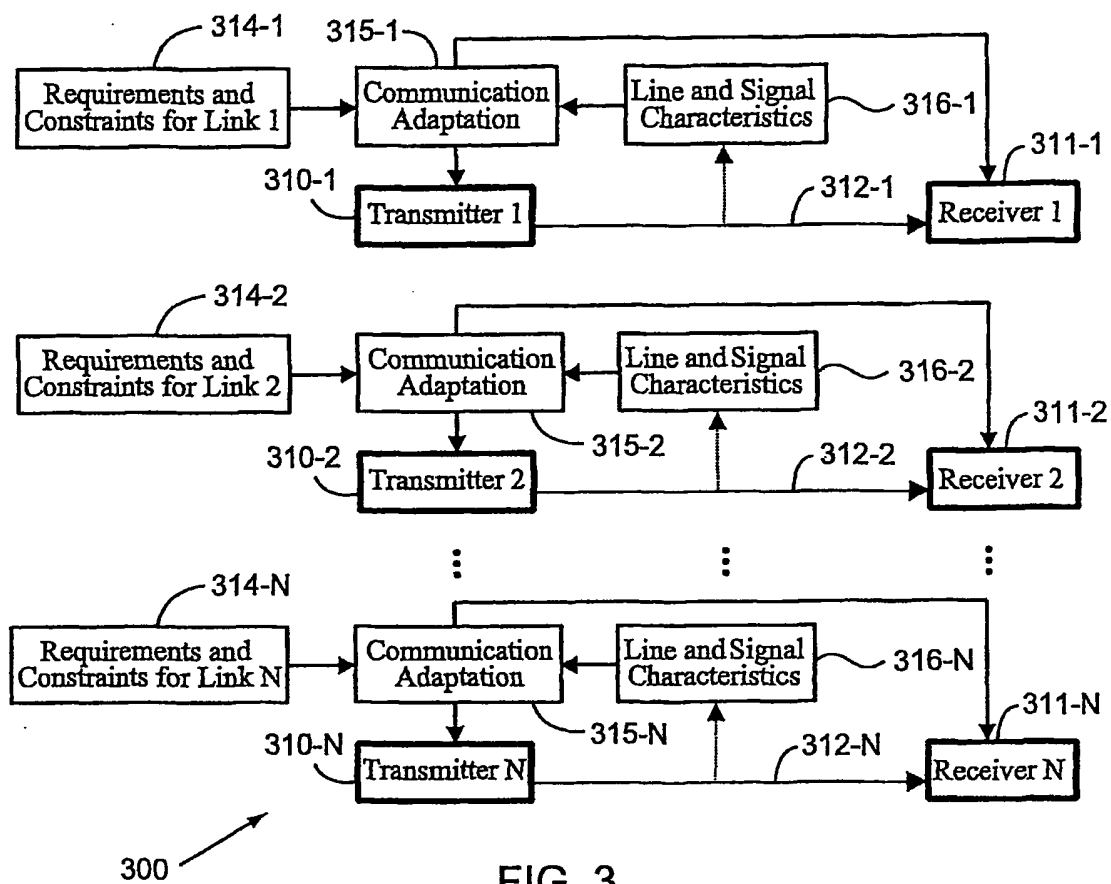 314-1
315-1
Requirements and
Constraints for Link 1
Communication
Adaptation
Line and Signal
Characteristics
316-1
311-1
310-1
Transmitter 1
312-1
Receiver 1
314-2
Requirements and
Constraints for Link 2
Communication
Adaptation
Line and Signal
Characteristics
316-2
311-2
310-2
315-2
312-2
Transmitter 2
Receiver 2
314-N
Requirements and
Constraints for Link N
Communication
Adaptation
Line and Signal
Characteristics
316-N
311-N
310-N
315-N
312-N
Transmitter N
Receiver N
300
FIG. 3